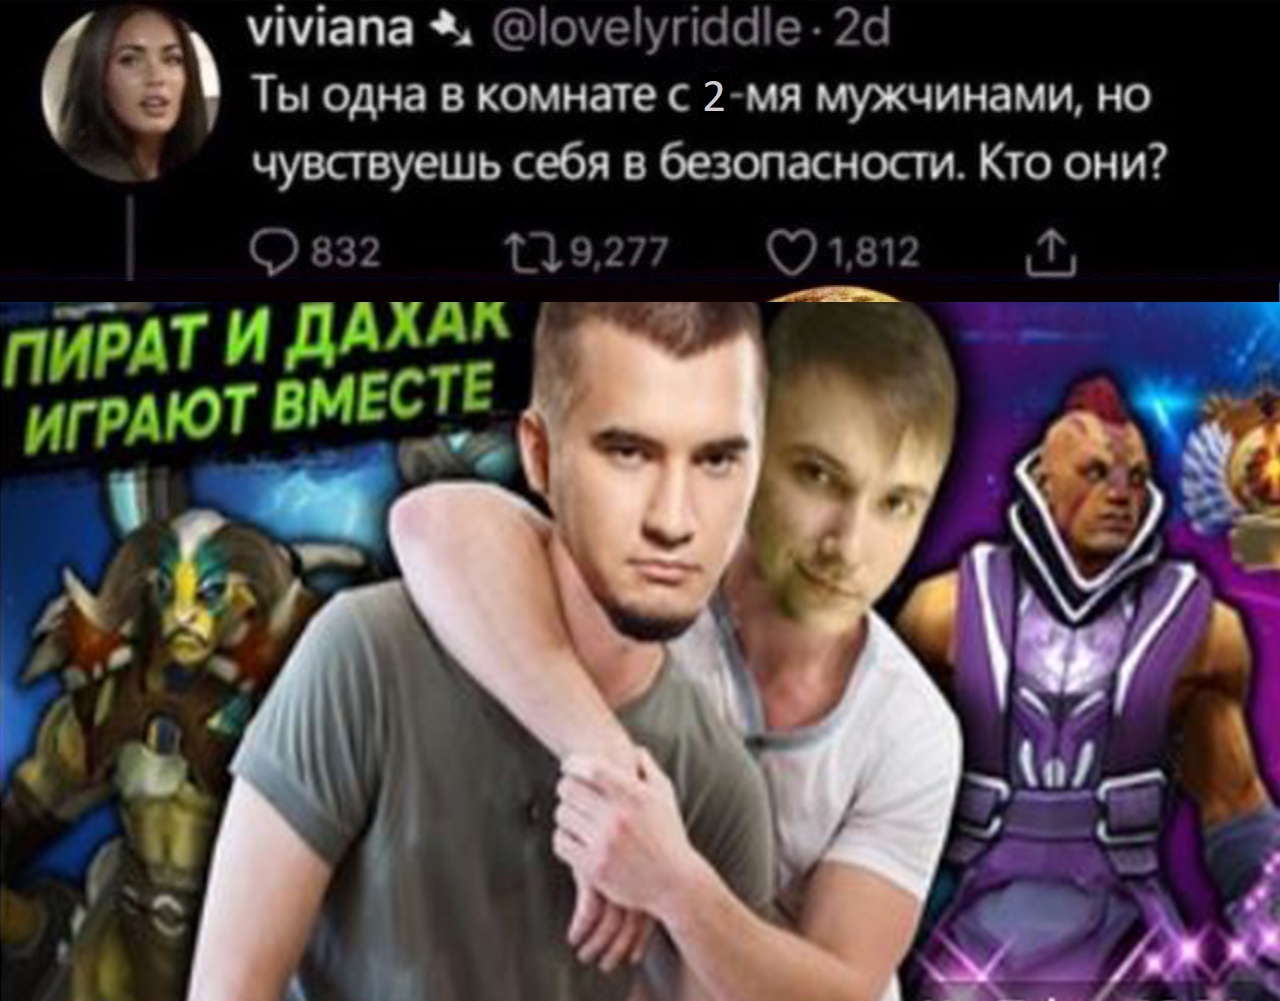 viviana @lovelyriddle · 2d
Ты одна в комнате с 2-мя мужчинами, но
чувствуешь себя в безопасности. Кто они?
832 9,277 1,812
ПИРАТ И ДАХАК
ИГРАЮТ ВМЕСТЕ